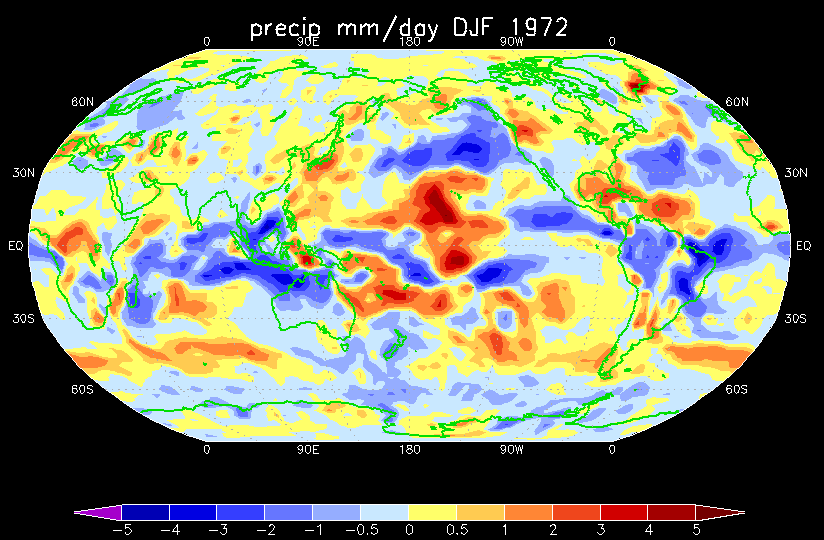 precip mm/day DJF 1972
0 90E 180 90W 0
60N 60N
30N 30N
EQ EQ
30S 30S
60S 60S
0 90E 180 90W 0
−5 −4 −3 −2 −1 −0.5 0 0.5 1 2 3 4 5